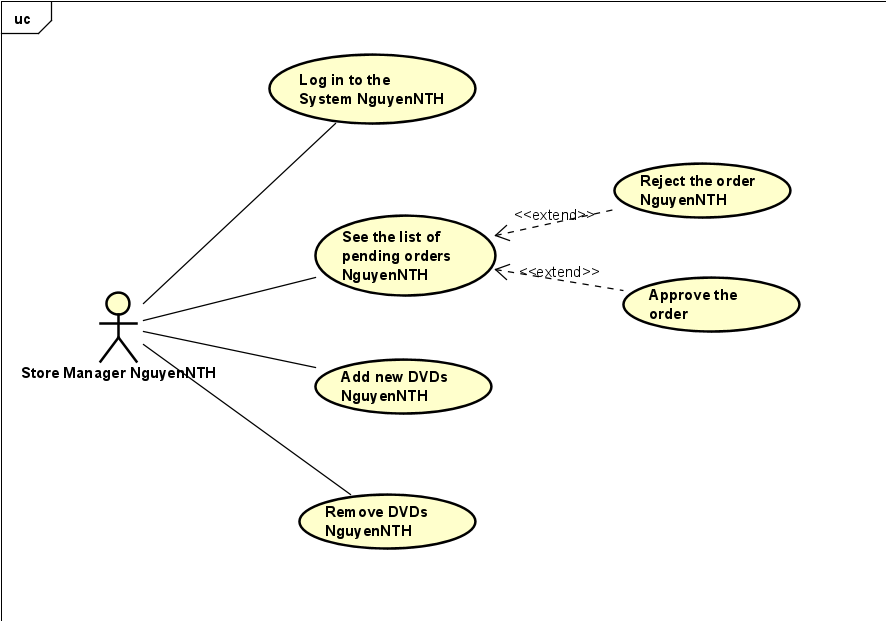 uc
Log in to the
System NguyenNTH
Reject the order
NguyenNTH
<<extend>>
See the list of
pending orders
NguyenNTH
<<extend>>
Approve the
order
Store Manager NguyenNTH
Add new DVDs
NguyenNTH
Remove DVDs
NguyenNTH